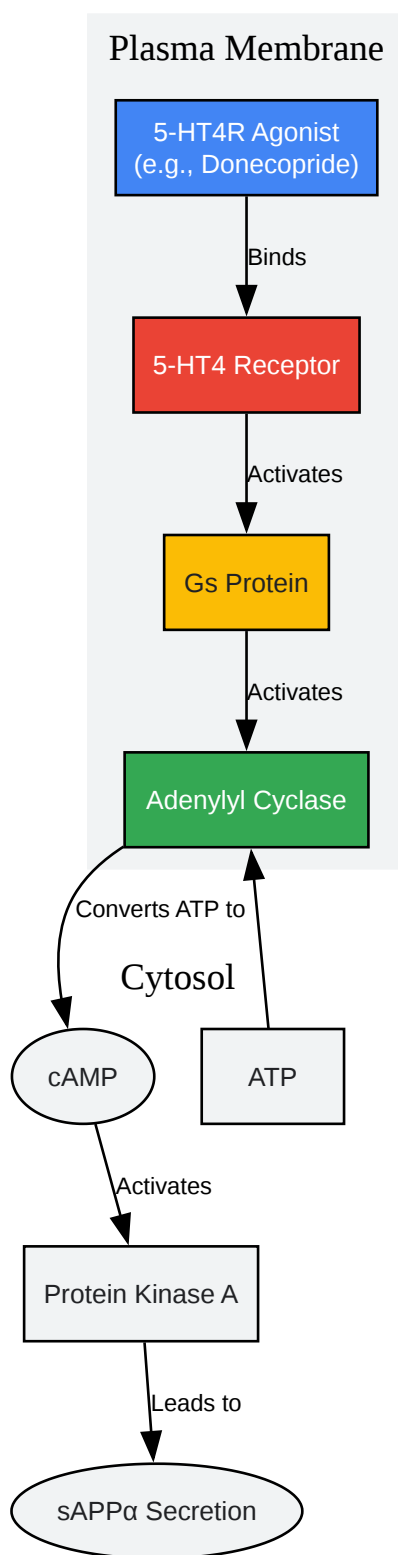 Plasma Membrane
5-HT4R Agonist
(e.g., Donecopride)
Binds
5-HT4 Receptor
Activates
Gs Protein
Activates
Adenylyl Cyclase
Converts ATP to
Cytosol
cAMP
ATP
Activates
Protein Kinase A
Leads to
sAPPα Secretion